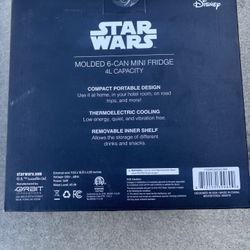 Disney
STAR
WARS
MOLDED 6-CAN MINI FRIDGE
4L CAPACITY
COMPACT PORTABLE DESIGN
Use it at home, in your hotel room, on road
trips, and more!
THERMOELECTRIC COOLING
Low energy, quiet, and vibration free.
REMOVABLE INNER SHELF
Allows the storage of different
drinks and snacks.
starwars.com